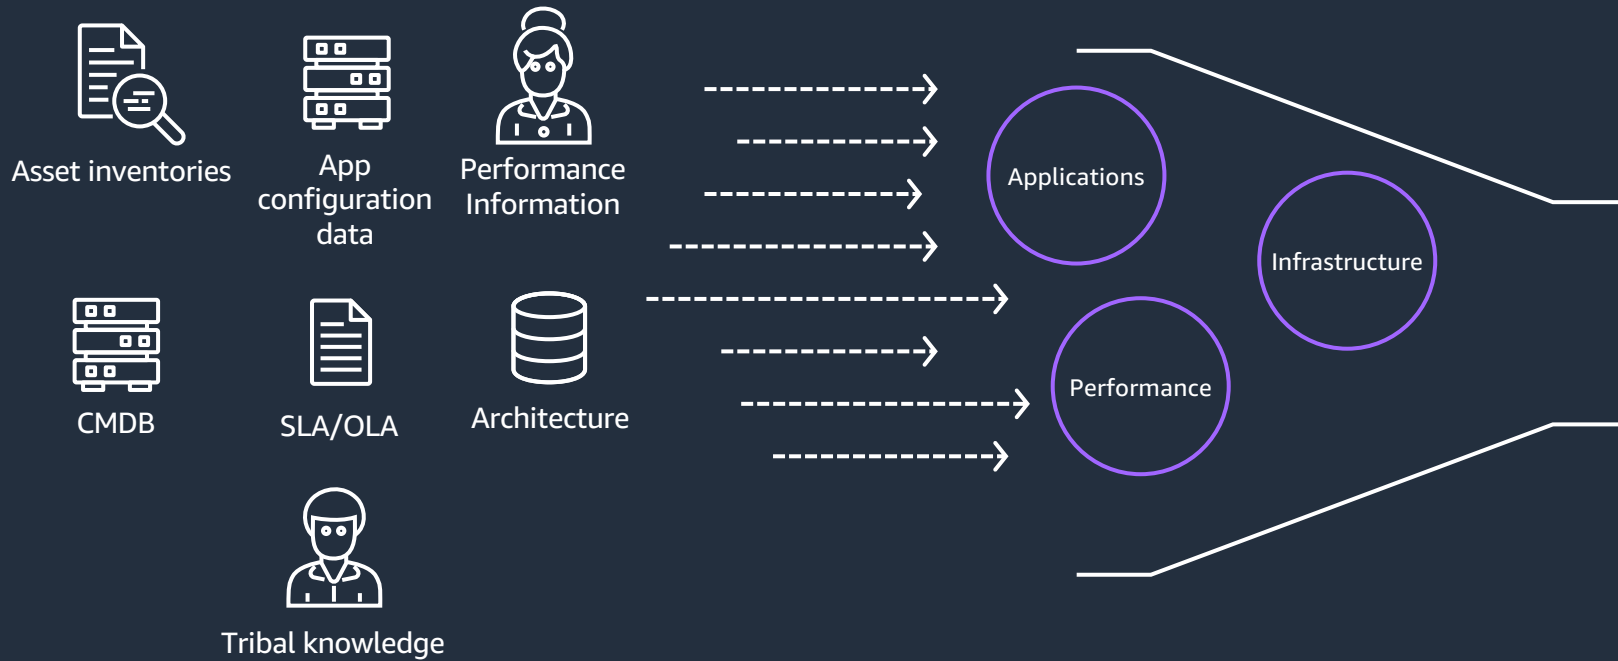 Asset inventories
App
configuration
data
Performance
Information
CMDB
SLA/OLA
Architecture
Tribal knowledge
Applications
Infrastructure
Performance